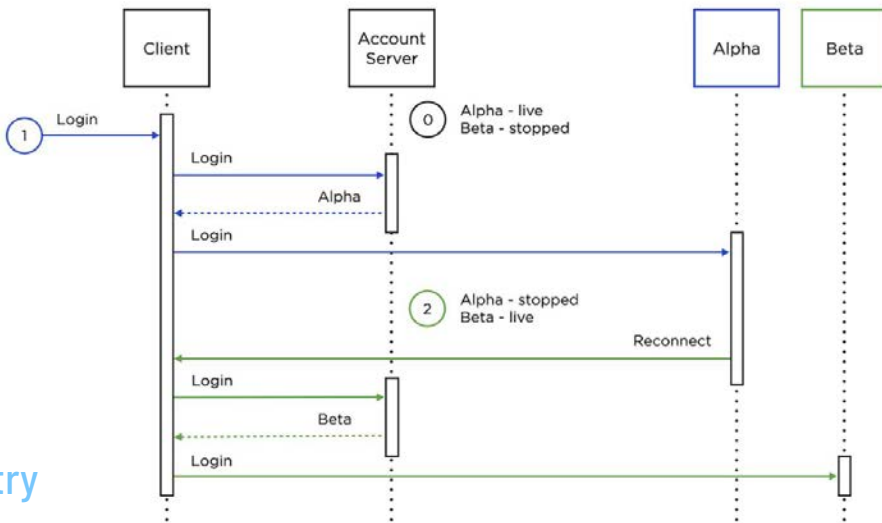 Client
Account
Server
Alpha
Beta
1
Login
0
Alpha - live
Beta - stopped
Login
Alpha
Login
2
Alpha - stopped
Beta - live
Reconnect
Login
Beta
Login
try